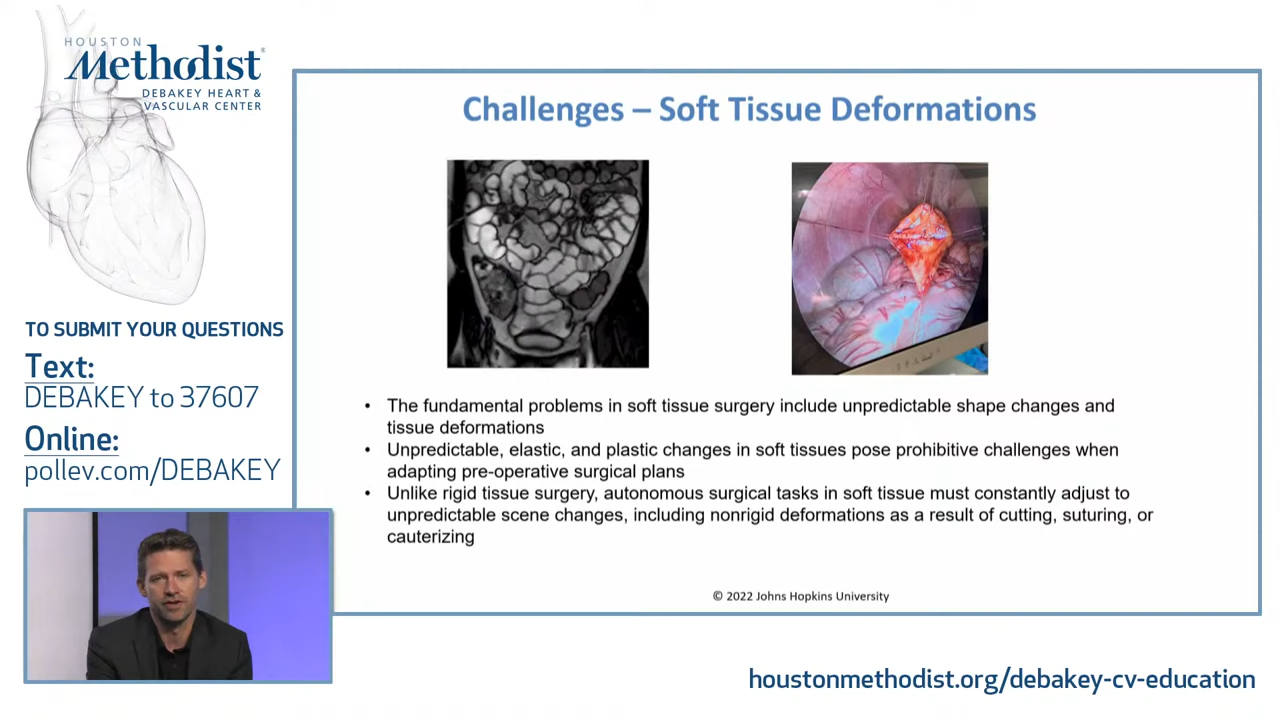 HOUSTON
Methodist®
DEBAKEY HEART &
VASCULAR CENTER
TO SUBMIT YOUR QUESTIONS
Text:
DEBAKEY to 37607
Online:
pollev.com/DEBAKEY
Challenges – Soft Tissue Deformations
• The fundamental problems in soft tissue surgery include unpredictable shape changes and
tissue deformations
• Unpredictable, elastic, and plastic changes in soft tissues pose prohibitive challenges when
adapting pre-operative surgical plans
• Unlike rigid tissue surgery, autonomous surgical tasks in soft tissue must constantly adjust to
unpredictable scene changes, including nonrigid deformations as a result of cutting, suturing, or
cauterizing
© 2022 Johns Hopkins University
houstonmethodist.org/debakey-cv-education